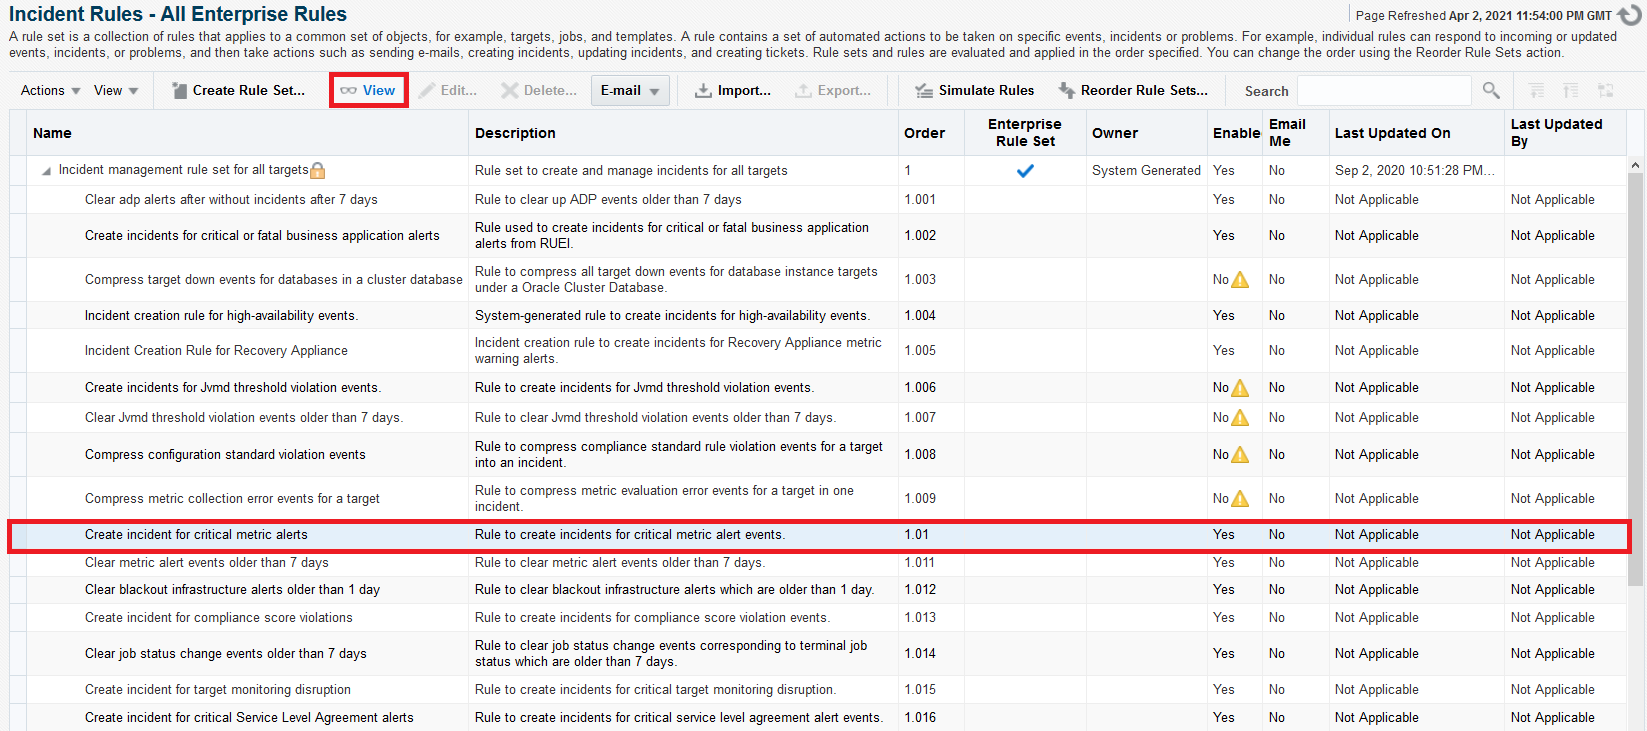 Incident Rules - All Enterprise Rules
Page Refreshed Apr 2, 2021 11:54:00 PM GMT
A rule set is a collection of rules that applies to a common set of objects, for example, targets, jobs, and templates. A rule contains a set of automated actions to be taken on specific events, incidents or problems. For example, individual rules can respond to incoming or updated
events, incidents, or problems, and then take actions such as sending e-mails, creating incidents, updating incidents, and creating tickets. Rule sets and rules are evaluated and applied in the order specified. You can change the order using the Reorder Rule Sets action.
Actions View Create Rule Set... View Edit... Delete... E-mail Import... Export... Simulate Rules Reorder Rule Sets... Search
Name Description Order Enterprise Rule Set Owner Enable Email Me Last Updated On Last Updated By
Incident management rule set for all targets Rule set to create and manage incidents for all targets 1 System Generated Yes No Sep 2, 2020 10:51:28 PM...
Clear adp alerts after without incidents after 7 days Rule to clear up ADP events older than 7 days 1.001 Yes No Not Applicable Not Applicable
Create incidents for critical or fatal business application alerts Rule used to create incidents for critical or fatal business application alerts from RUEI. 1.002 Yes No Not Applicable Not Applicable
Compress target down events for databases in a cluster database Rule to compress all target down events for database instance targets under a Oracle Cluster Database. 1.003 No No Not Applicable Not Applicable
Incident creation rule for high-availability events. System-generated rule to create incidents for high-availability events. 1.004 Yes No Not Applicable Not Applicable
Incident Creation Rule for Recovery Appliance Incident creation rule to create incidents for Recovery Appliance metric warning alerts. 1.005 Yes No Not Applicable Not Applicable
Create incidents for Jvmd threshold violation events. Rule to create incidents for Jvmd threshold violation events. 1.006 No No Not Applicable Not Applicable
Clear Jvmd threshold violation events older than 7 days. Rule to clear Jvmd threshold violation events older than 7 days. 1.007 No No Not Applicable Not Applicable
Compress configuration standard violation events Rule to compress compliance standard rule violation events for a target into an incident. 1.008 No No Not Applicable Not Applicable
Compress metric collection error events for a target Rule to compress metric evaluation error events for a target in one incident. 1.009 No No Not Applicable Not Applicable
Create incident for critical metric alerts Rule to create incidents for critical metric alert events. 1.01 Yes No Not Applicable Not Applicable
Clear metric alert events older than 7 days Rule to clear metric alert events older than 7 days. 1.011 Yes No Not Applicable Not Applicable
Clear blackout infrastructure alerts older than 1 day Rule to clear blackout infrastructure alerts which are older than 1 day. 1.012 Yes No Not Applicable Not Applicable
Create incident for compliance score violations Rule to create incidents for compliance score violation events. 1.013 Yes No Not Applicable Not Applicable
Clear job status change events older than 7 days Rule to clear job status change events corresponding to terminal job status which are older than 7 days. 1.014 Yes No Not Applicable Not Applicable
Create incident for target monitoring disruption Rule to create incidents for critical target monitoring disruption. 1.015 Yes No Not Applicable Not Applicable
Create incident for critical Service Level Agreement alerts Rule to create incidents for critical service level agreement alert events. 1.016 Yes No Not Applicable Not Applicable